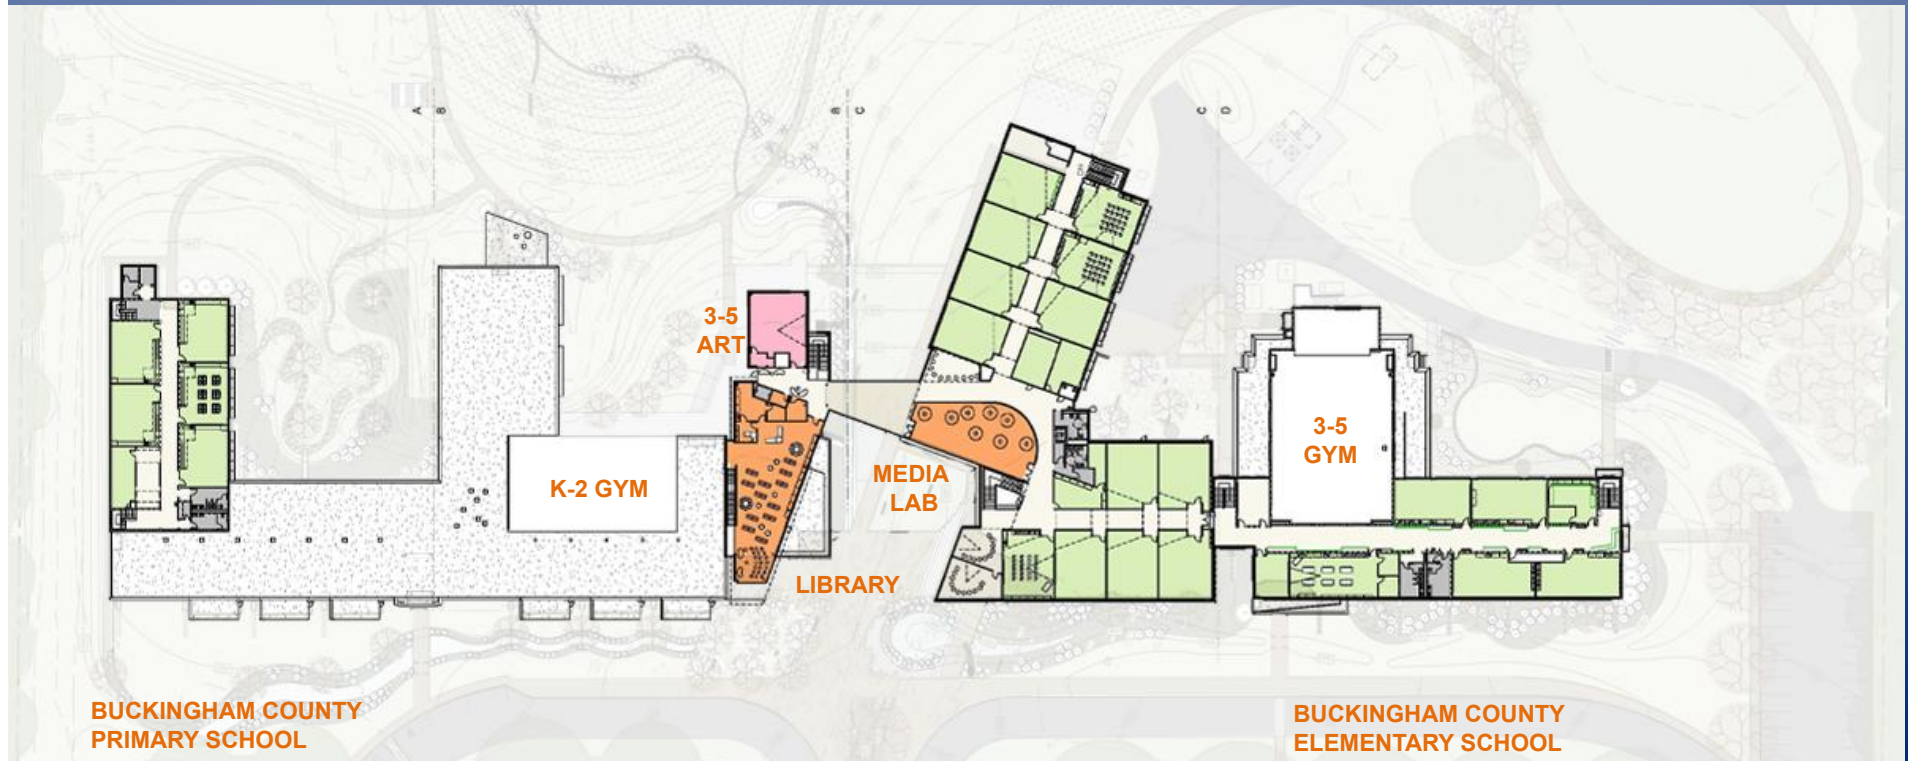 A
B
B
C
C
D
3-5
ART
3-5
GYM
K-2 GYM
MEDIA
LAB
LIBRARY
BUCKINGHAM COUNTY
PRIMARY SCHOOL
BUCKINGHAM COUNTY
ELEMENTARY SCHOOL